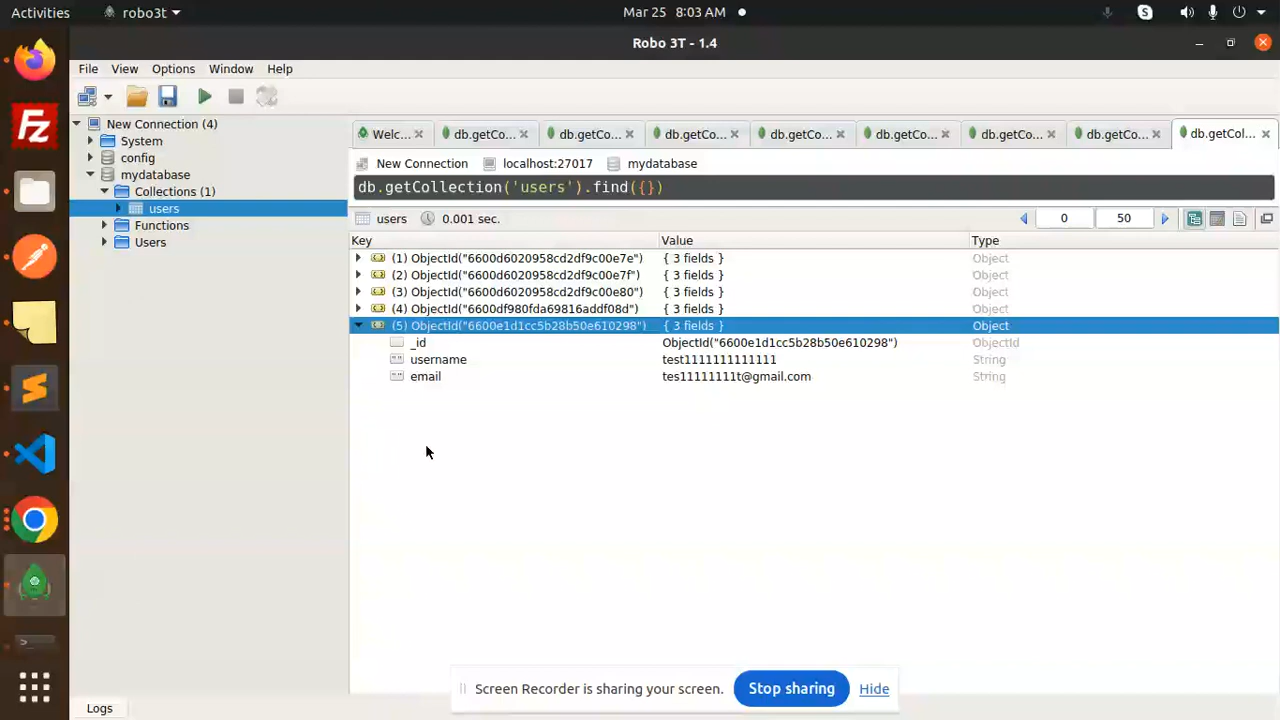 Activities
robo3t
Mar 25 8:03 AM
Robo 3T - 1.4
File View Options Window Help
New Connection (4)
System
config
mydatabase
Collections (1)
users
Functions
Users
Welc... db.getCo... db.getCo... db.getCo... db.getCo... db.getCo... db.getCo... db.getCo... db.getCol...
New Connection localhost:27017 mydatabase
db.getCollection('users').find({})
users 0.001 sec. 0 50
Key Value Type
(1) ObjectId("6600d6020958cd2df9c00e7e") { 3 fields } Object
(2) ObjectId("6600d6020958cd2df9c00e7f") { 3 fields } Object
(3) ObjectId("6600d6020958cd2df9c00e80") { 3 fields } Object
(4) ObjectId("6600df980fda69816addf08d") { 3 fields } Object
(5) ObjectId("6600e1d1cc5b28b50e610298") { 3 fields } Object
_id ObjectId("6600e1d1cc5b28b50e610298") ObjectId
username test1111111111111 String
email tes11111111t@gmail.com String
Screen Recorder is sharing your screen. Stop sharing Hide
Logs